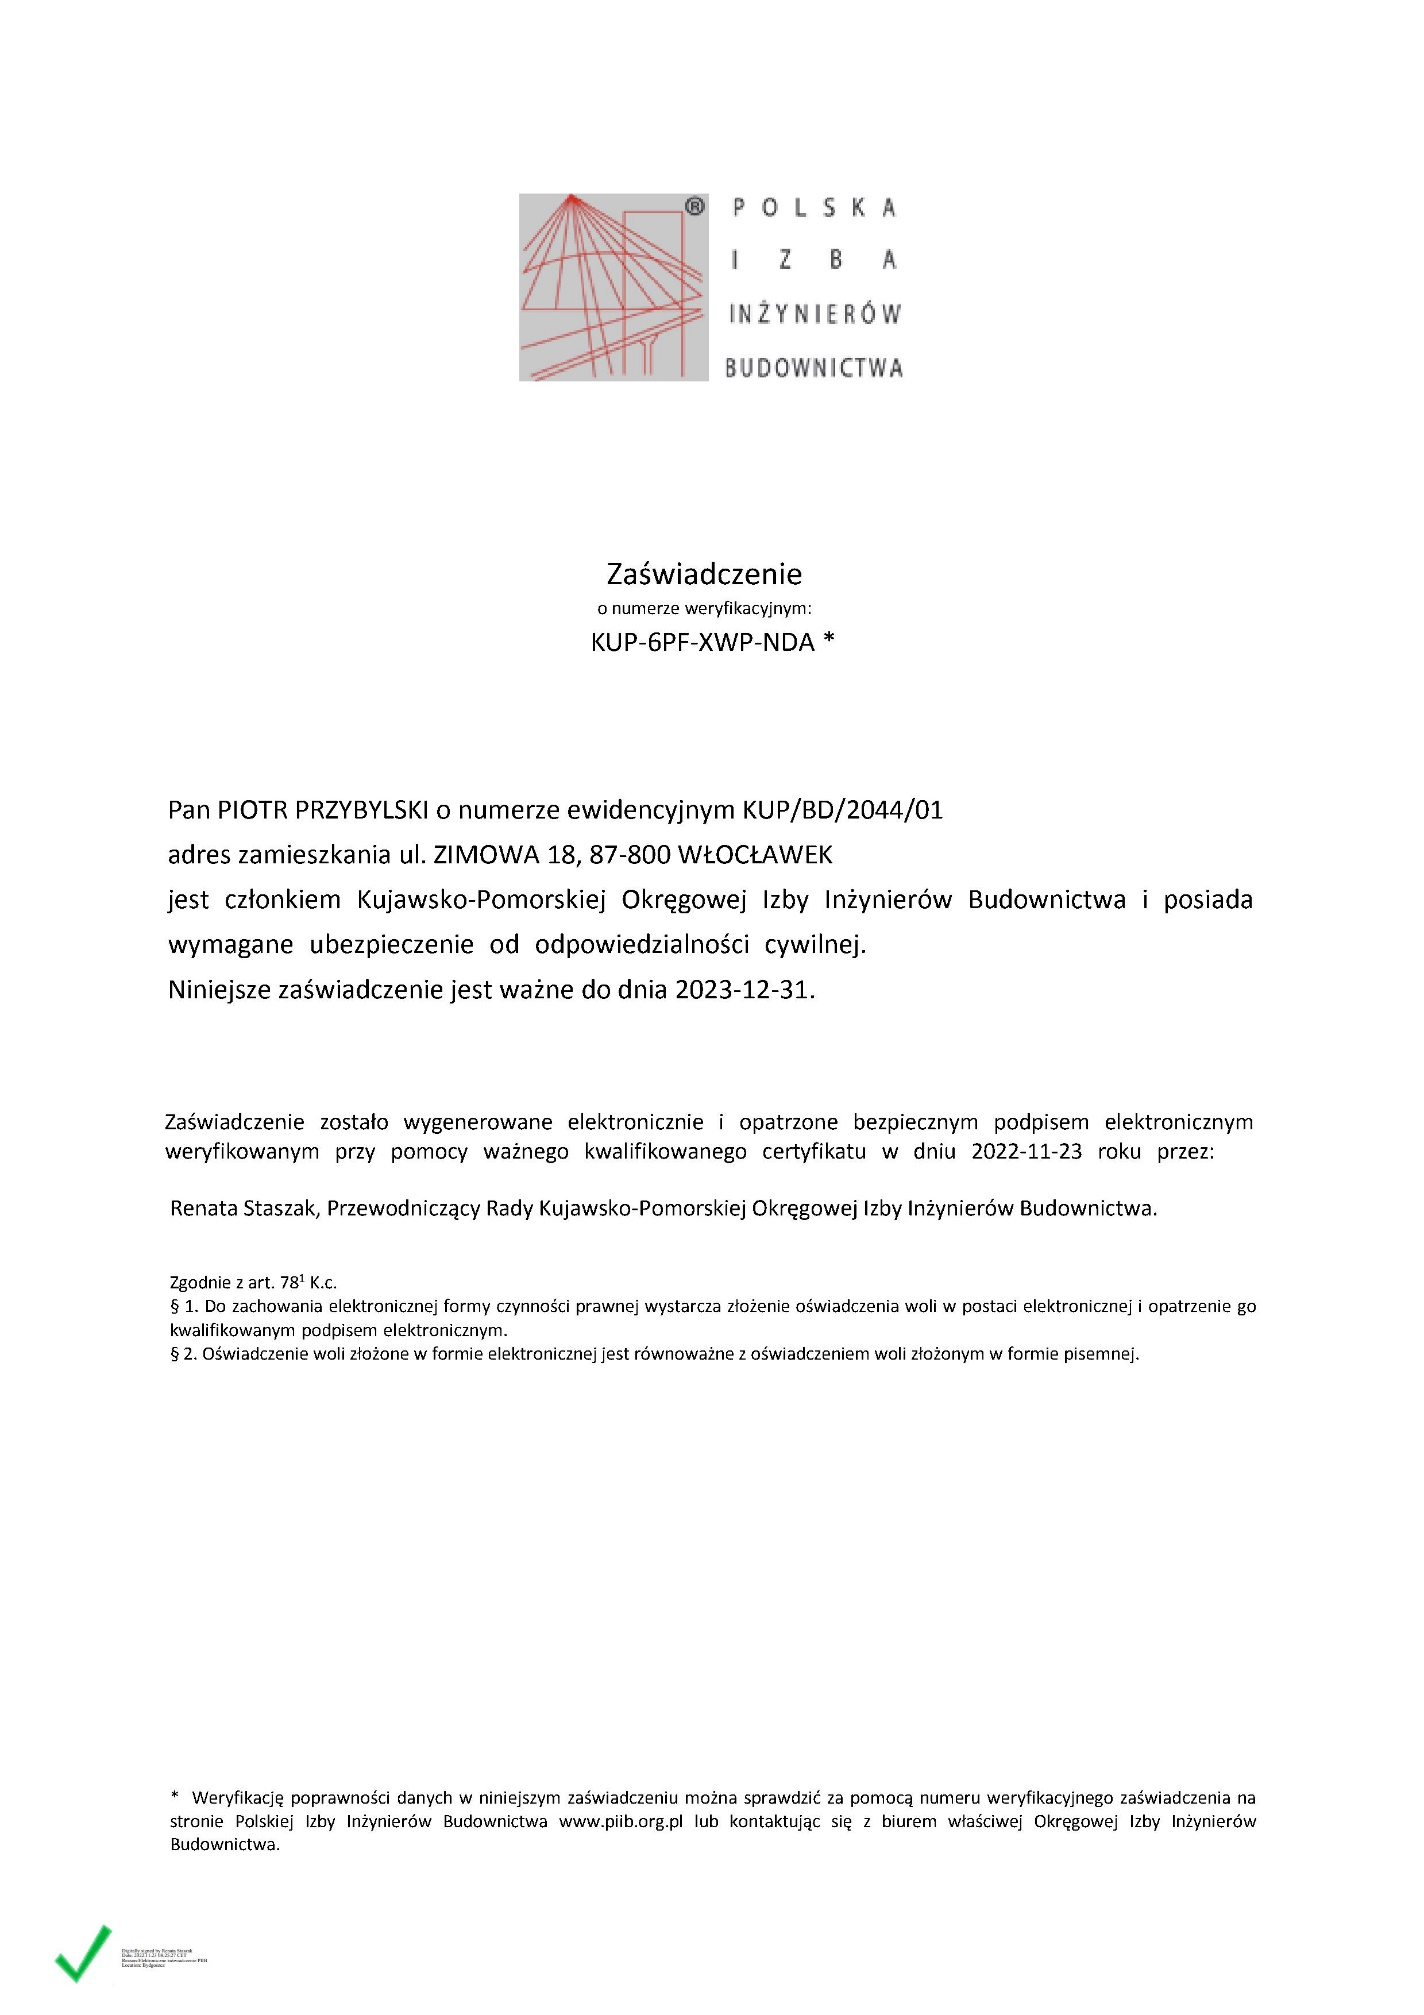 ®
POLSKA
IZBA
INŻYNIERÓW
BUDOWNICTWA
Zaświadczenie
o numerze weryfikacyjnym:
KUP-6PF-XWP-NDA *
Pan PIOTR PRZYBYLSKI o numerze ewidencyjnym KUP/BD/2044/01
adres zamieszkania ul. ZIMOWA 18, 87-800 WŁOCŁAWEK
jest członkiem Kujawsko-Pomorskiej Okręgowej Izby Inżynierów Budownictwa i posiada
wymagane ubezpieczenie od odpowiedzialności cywilnej.
Niniejsze zaświadczenie jest ważne do dnia 2023-12-31.
Zaświadczenie zostało wygenerowane elektronicznie i opatrzone bezpiecznym podpisem elektronicznym
weryfikowanym przy pomocy ważnego kwalifikowanego certyfikatu w dniu 2022-11-23 roku przez:
Renata Staszak, Przewodniczący Rady Kujawsko-Pomorskiej Okręgowej Izby Inżynierów Budownictwa.
Zgodnie z art. 78¹ K.c.
§ 1. Do zachowania elektronicznej formy czynności prawnej wystarcza złożenie oświadczenia woli w postaci elektronicznej i opatrzenie go
kwalifikowanym podpisem elektronicznym.
§ 2. Oświadczenie woli złożone w formie elektronicznej jest równoważne z oświadczeniem woli złożonym w formie pisemnej.
* Weryfikację poprawności danych w niniejszym zaświadczeniu można sprawdzić za pomocą numeru weryfikacyjnego zaświadczenia na
stronie Polskiej Izby Inżynierów Budownictwa www.piib.org.pl lub kontaktując się z biurem właściwej Okręgowej Izby Inżynierów
Budownictwa.
Digitally signed by Renata Staszak
Location: Bydgoszcz